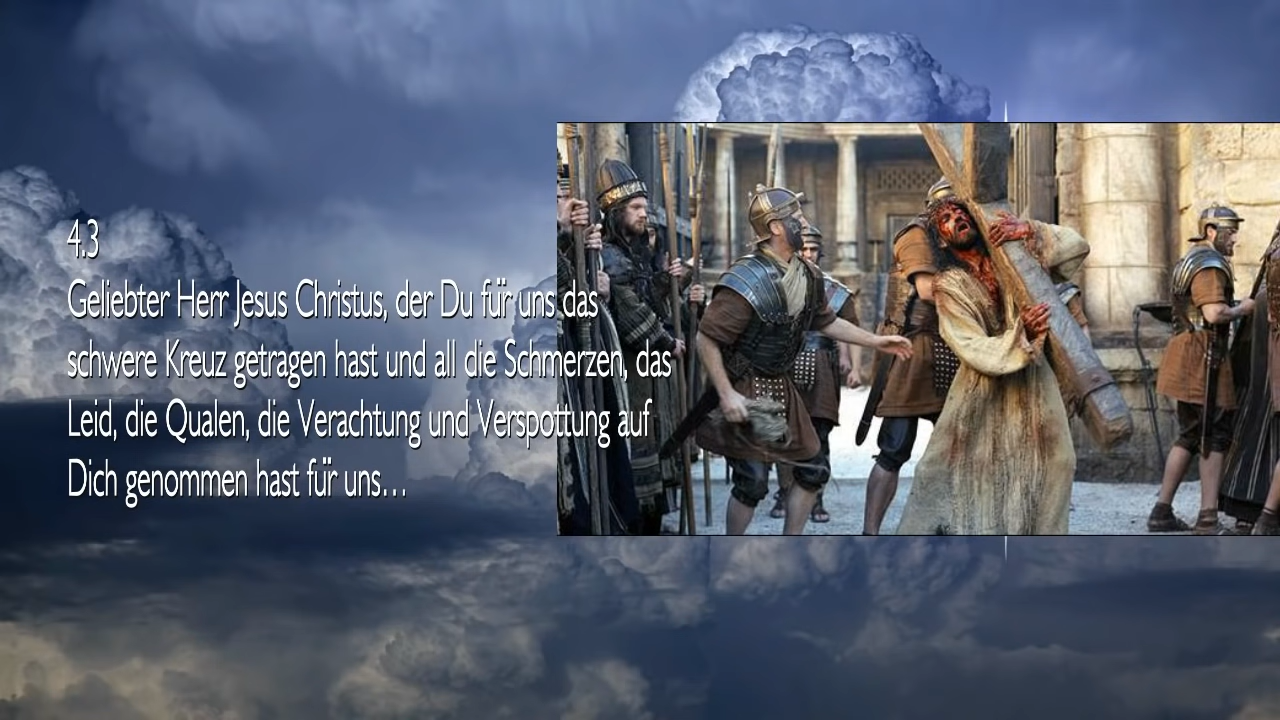 4.3
Geliebter Herr Jesus Christus, der Du für uns das
schwere Kreuz getragen hast und all die Schmerzen, das
Leid, die Qualen, die Verachtung und Verspottung auf
Dich genommen hast für uns…